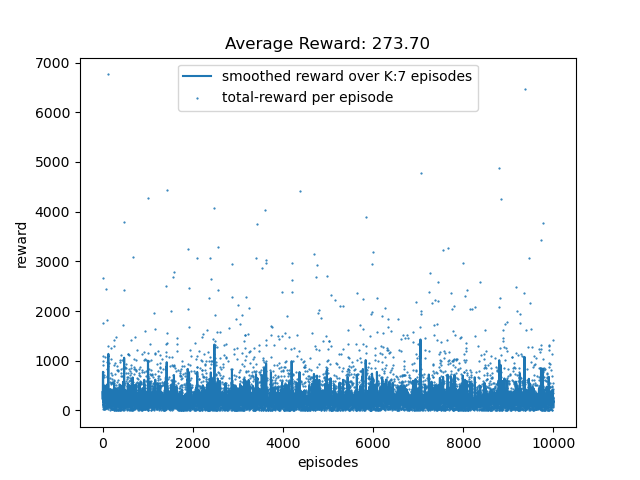 Average Reward: 273.70
smoothed reward over K:7 episodes
total-reward per episode
reward
7000
6000
5000
4000
3000
2000
1000
0
0 2000 4000 6000 8000 10000
episodes